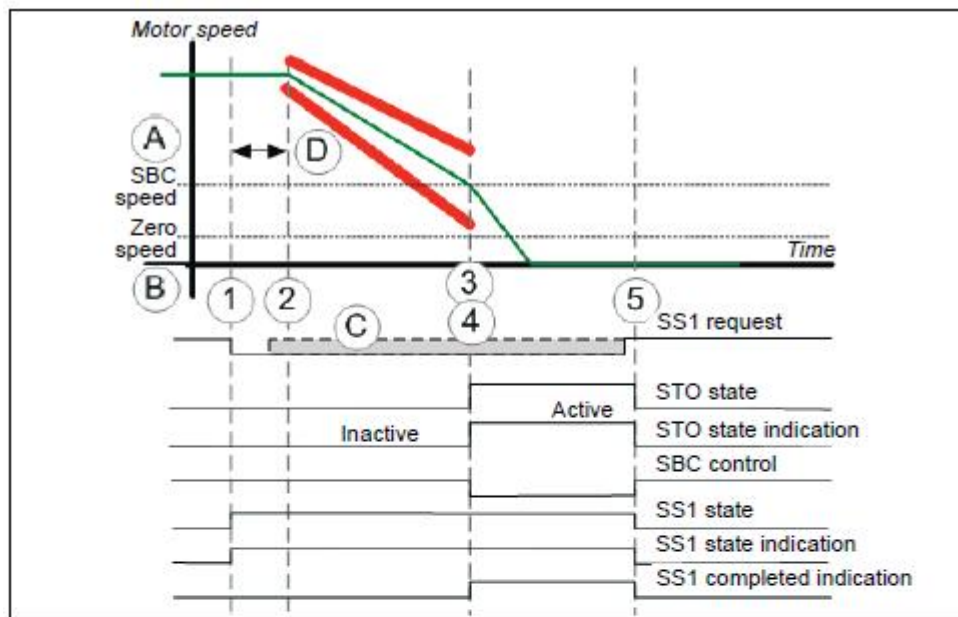 Motor speed
A
D
SBC
speed
Zero
speed
Time
B
1
2
3
4
5
C
SS1 request
STO state
Active
Inactive
STO state indication
SBC control
SS1 state
SS1 state indication
SS1 completed indication